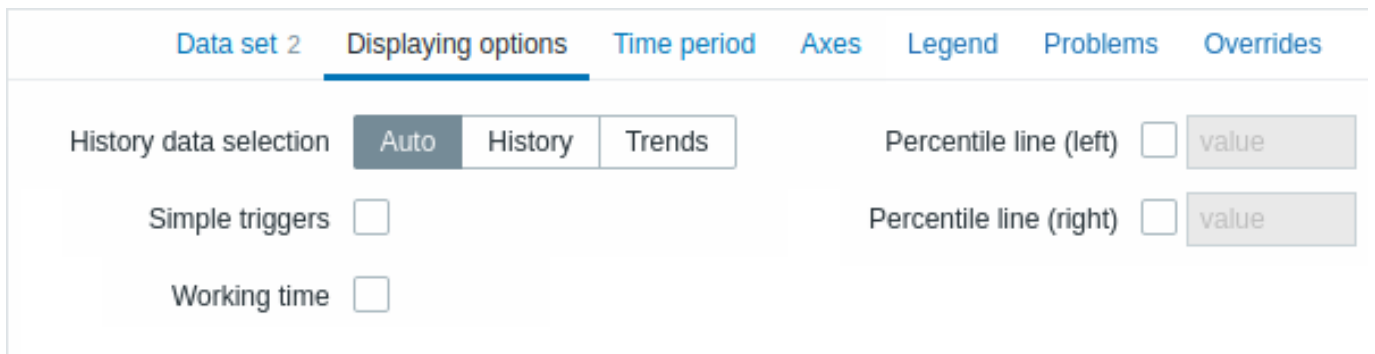 Data set 2 Displaying options Time period Axes Legend Problems Overrides
History data selection Auto History Trends Percentile line (left) value
Simple triggers Percentile line (right) value
Working time